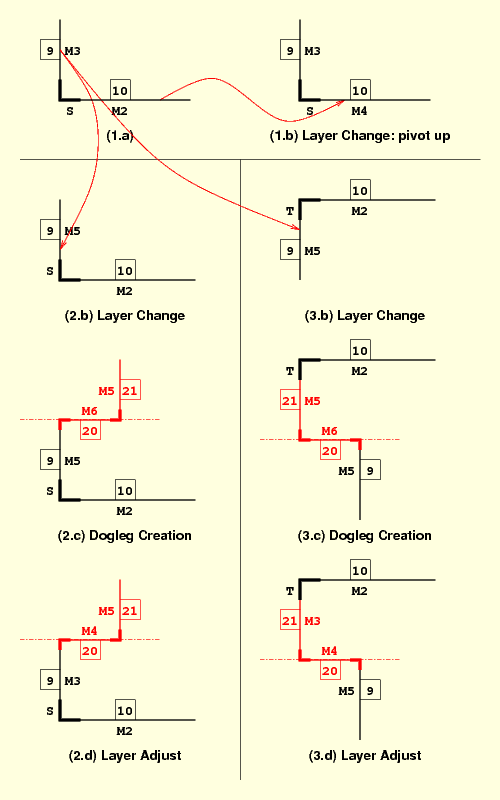 9 M3
10
S M2
(1.a)
9 M3
10
S M4
(1.b) Layer Change: pivot up
9 M5
S 10
M2
(2.b) Layer Change
10
T M2
9 M5
(3.b) Layer Change
M5 21
M6
20
9 M5
S 10
M2
(2.c) Dogleg Creation
10
T M2
21 M5
M6
20
M5 9
(3.c) Dogleg Creation
M5 21
M4
20
9 M3
S 10
M2
(2.d) Layer Adjust
10
T M2
21 M3
M4
20
M5 9
(3.d) Layer Adjust